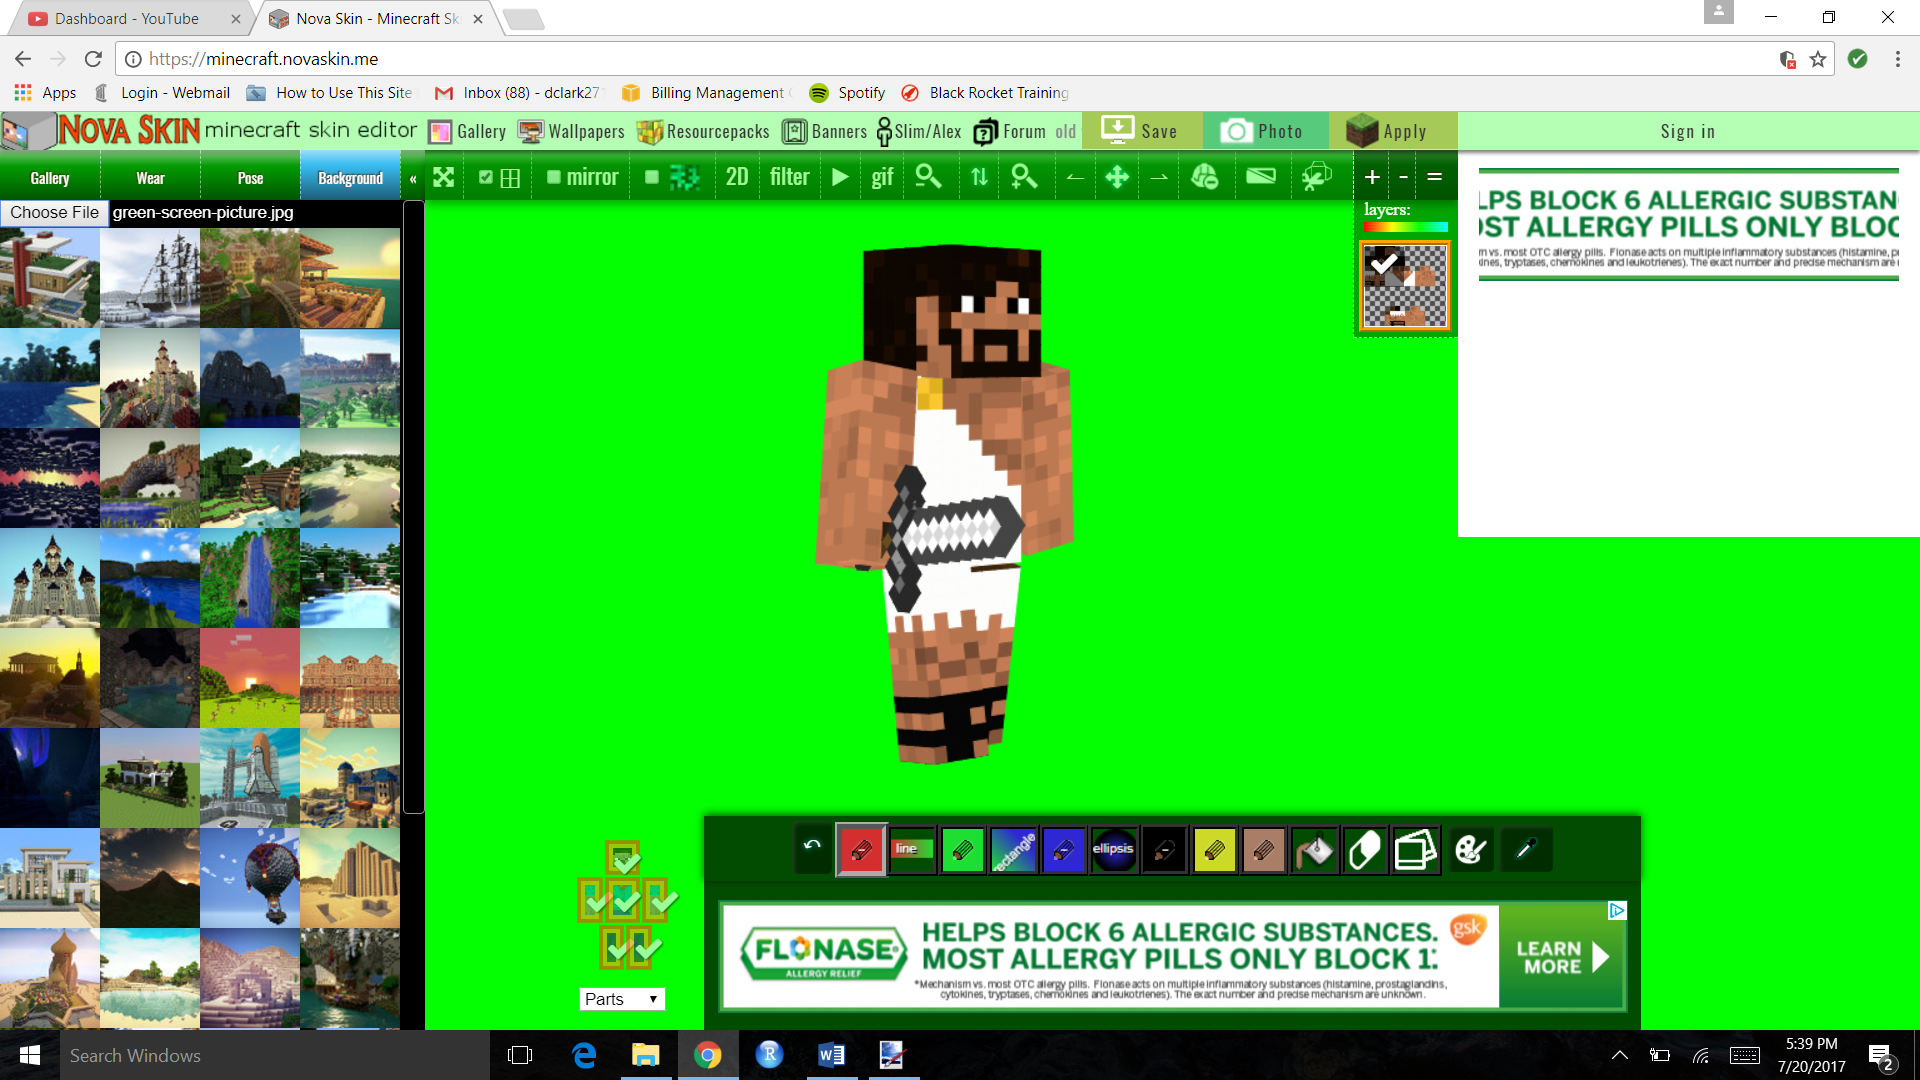 Dashboard - YouTube
Nova Skin - Minecraft Sk
https://minecraft.novaskin.me
Apps
Login - Webmail
How to Use This Site
Inbox (88) - dclark27
Billing Management
Spotify
Black Rocket Training
NOVA SKIN minecraft skin editor
Gallery
Wallpapers
Resourcepacks
Banners
Slim/Alex
Forum
old
Save
Photo
Apply
Sign in
Gallery
Wear
Pose
Background
«
mirror
2D
filter
gif
+ - =
Choose File green-screen-picture.jpg
layers:
LPS BLOCK 6 ALLERGIC SUBSTAN
OST ALLERGY PILLS ONLY BLOC
m vs. most OTC allergy pills. Flonase acts on multiple inflammatory substances (histamine, pr
kines, tryptases, chemokines and leukotrienes). The exact number and precise mechanism are
line
rectangle
ellipsis
FLONASE®
ALLERGY RELIEF
HELPS BLOCK 6 ALLERGIC SUBSTANCES.
MOST ALLERGY PILLS ONLY BLOCK 1.*
*Mechanism vs. most OTC allergy pills. Flonase acts on multiple inflammatory substances (histamine, prostaglandins,
cytokines, tryptases, chemokines and leukotrienes). The exact number and precise mechanism are unknown.
gsk
LEARN
MORE
Parts
Search Windows
5:39 PM
7/20/2017
2